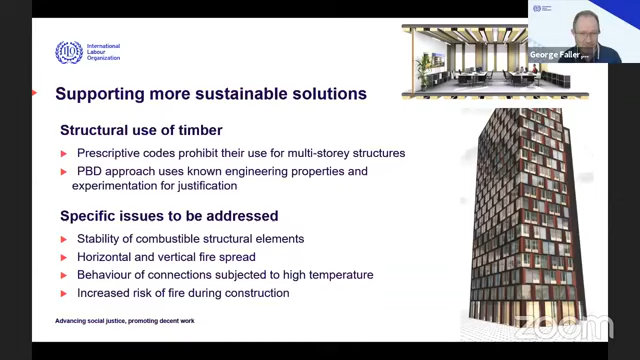 International
Labour
Organization
George Faller, ...
Supporting more sustainable solutions
Structural use of timber
Prescriptive codes prohibit their use for multi-storey structures
PBD approach uses known engineering properties and
experimentation for justification
Specific issues to be addressed
Stability of combustible structural elements
Horizontal and vertical fire spread
Behaviour of connections subjected to high temperature
Increased risk of fire during construction
Advancing social justice, promoting decent work
zoom